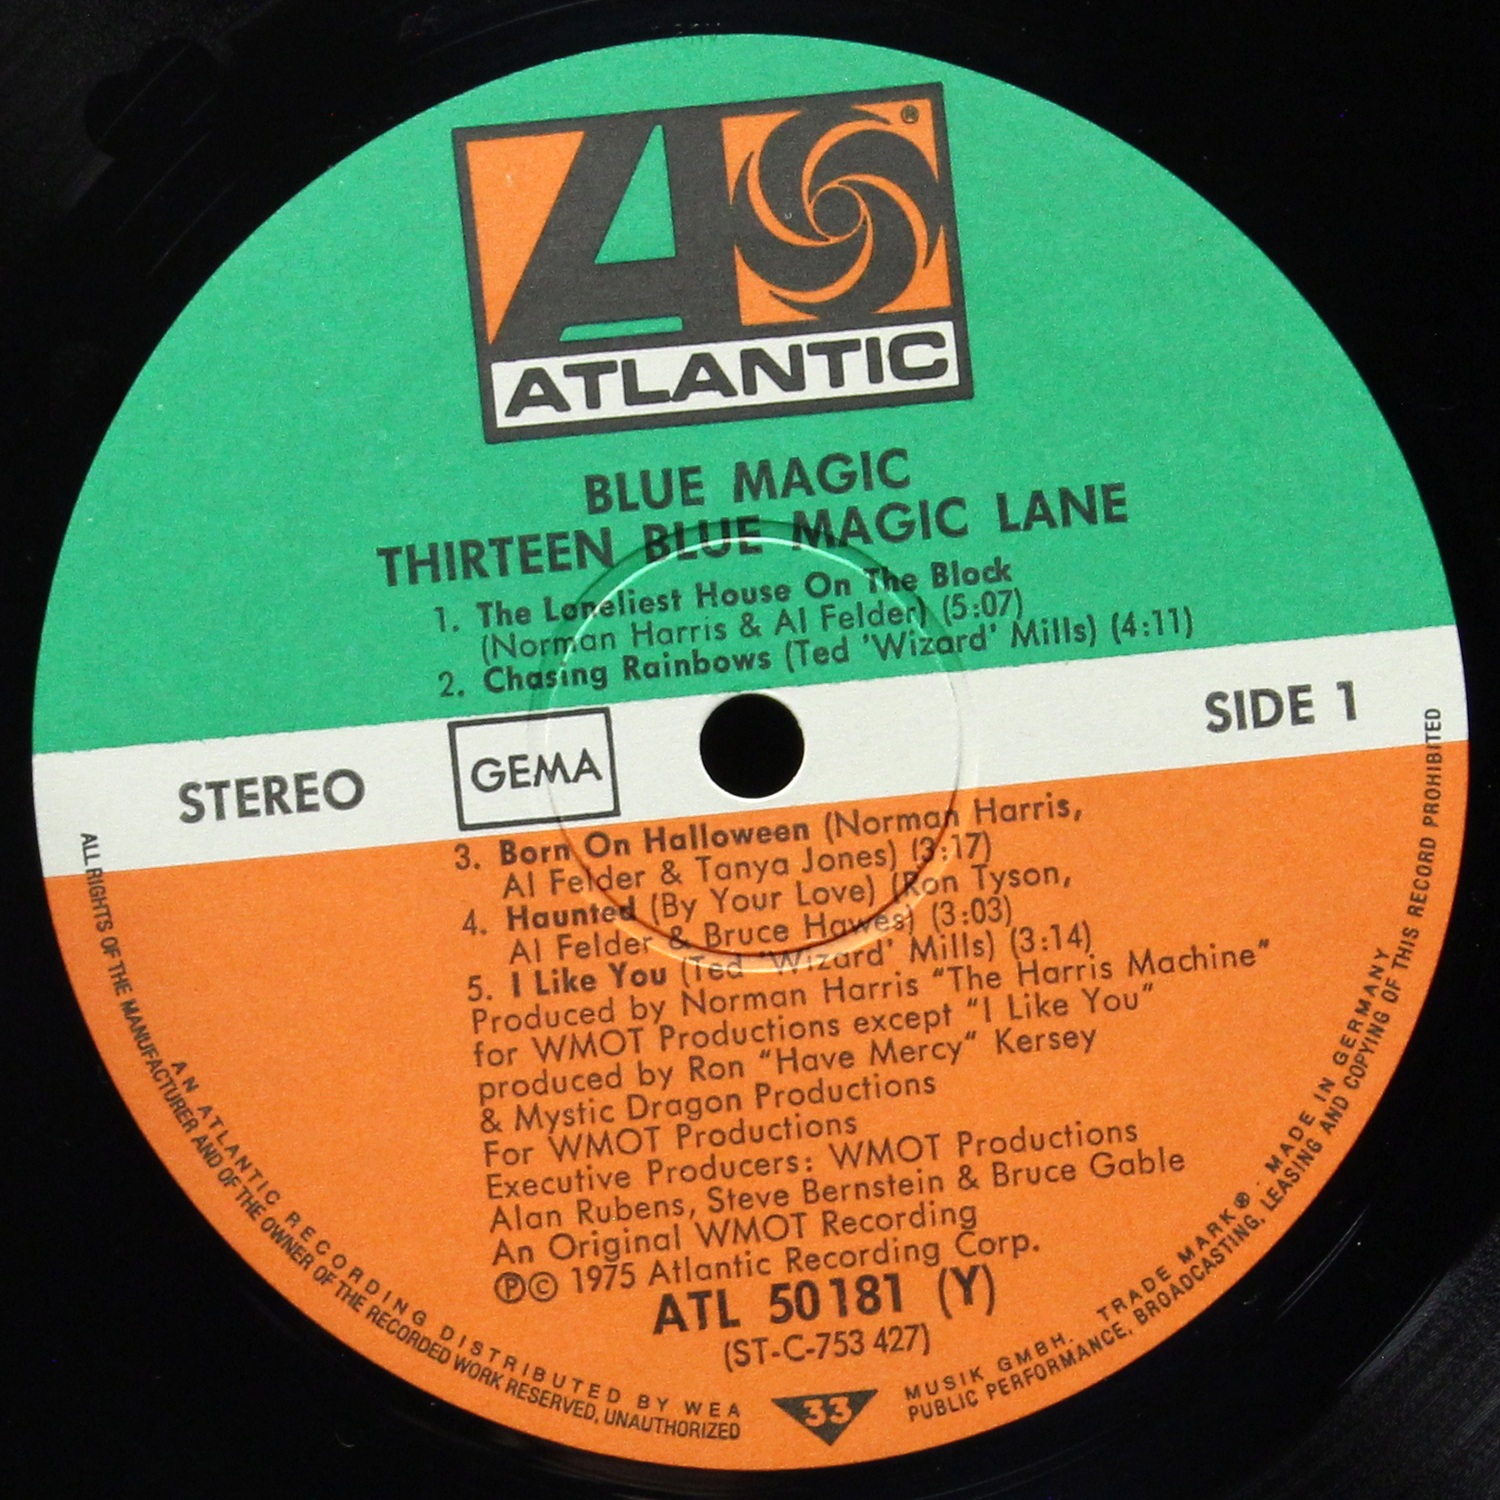 ATLANTIC ®
BLUE MAGIC
THIRTEEN BLUE MAGIC LANE
1. The Loneliest House On The Block
(Norman Harris & Al Felder) (5:07)
2. Chasing Rainbows (Ted 'Wizard' Mills) (4:11)
STEREO
GEMA
SIDE 1
3. Born On Halloween (Norman Harris,
Al Felder & Tanya Jones) (3:17)
4. Haunted (By Your Love) (Ron Tyson,
Al Felder & Bruce Hawes) (3:03)
5. I Like You (Ted 'Wizard' Mills) (3:14)
Produced by Norman Harris "The Harris Machine"
for WMOT Productions except "I Like You"
produced by Ron "Have Mercy" Kersey
& Mystic Dragon Productions
For WMOT Productions
Executive Producers: WMOT Productions
Alan Rubens, Steve Bernstein & Bruce Gable
An Original WMOT Recording
℗© 1975 Atlantic Recording Corp.
ATL 50181 (Y)
(ST-C-753 427)
33
AN ATLANTIC RECORDING DISTRIBUTED BY WEA MUSIK GMBH. TRADE MARK ® . MADE IN GERMANY
ALL RIGHTS OF THE MANUFACTURER AND OF THE OWNER OF THE RECORDED WORK RESERVED, UNAUTHORIZED PUBLIC PERFORMANCE, BROADCASTING, LEASING AND COPYING OF THIS RECORD PROHIBITED